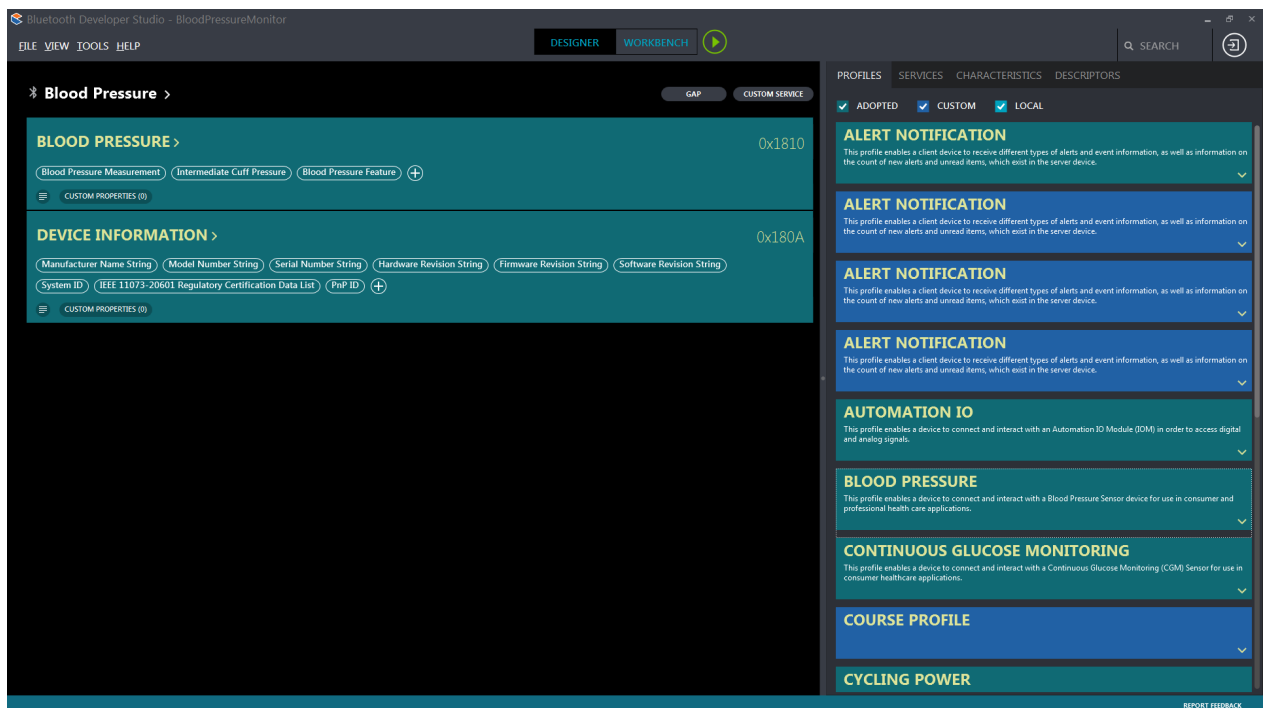 Bluetooth Developer Studio - BloodPressureMonitor
FILE VIEW TOOLS HELP
DESIGNER WORKBENCH
SEARCH
Blood Pressure >
GAP CUSTOM SERVICE
BLOOD PRESSURE > 0x1810
Blood Pressure Measurement Intermediate Cuff Pressure Blood Pressure Feature
CUSTOM PROPERTIES (0)
DEVICE INFORMATION > 0x180A
Manufacturer Name String Model Number String Serial Number String Hardware Revision String Firmware Revision String Software Revision String
System ID IEEE 11073-20601 Regulatory Certification Data List PnP ID
CUSTOM PROPERTIES (0)
PROFILES SERVICES CHARACTERISTICS DESCRIPTORS
ADOPTED CUSTOM LOCAL
ALERT NOTIFICATION
This profile enables a client device to receive different types of alerts and event information, as well as information on
the count of new alerts and unread items, which exist in the server device.
ALERT NOTIFICATION
This profile enables a client device to receive different types of alerts and event information, as well as information on
the count of new alerts and unread items, which exist in the server device.
ALERT NOTIFICATION
This profile enables a client device to receive different types of alerts and event information, as well as information on
the count of new alerts and unread items, which exist in the server device.
ALERT NOTIFICATION
This profile enables a client device to receive different types of alerts and event information, as well as information on
the count of new alerts and unread items, which exist in the server device.
AUTOMATION IO
This profile enables a device to connect and interact with an Automation IO Module (IOM) in order to access digital
and analog signals.
BLOOD PRESSURE
This profile enables a device to connect and interact with a Blood Pressure Sensor device for use in consumer and
professional health care applications.
CONTINUOUS GLUCOSE MONITORING
This profile enables a device to connect and interact with a Continuous Glucose Monitoring (CGM) Sensor for use in
consumer healthcare applications.
COURSE PROFILE
CYCLING POWER
REPORT FEEDBACK